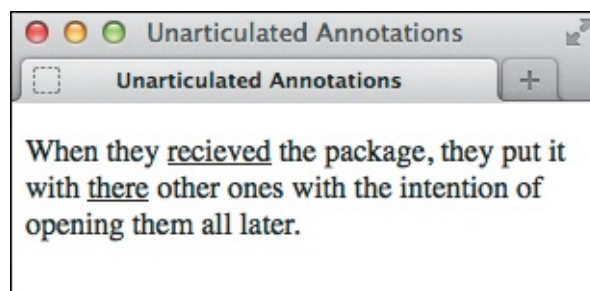 Unarticulated Annotations
Unarticulated Annotations
When they recieved the package, they put it
with there other ones with the intention of
opening them all later.